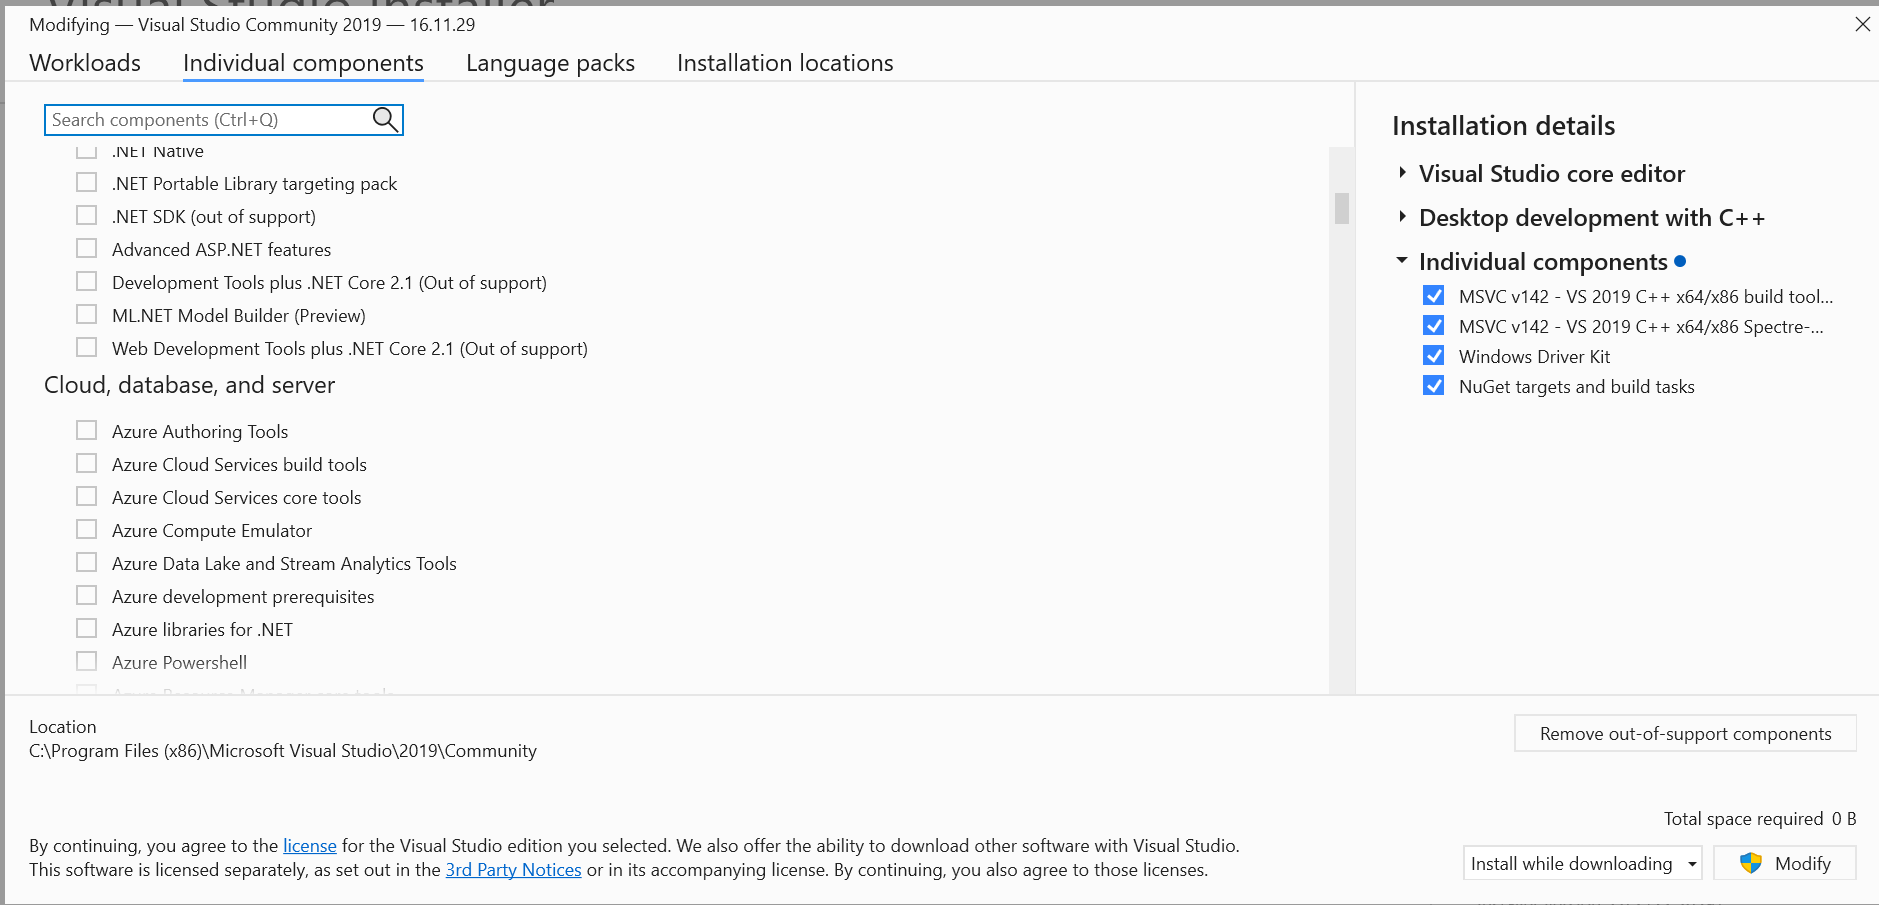 Visual Studio Installer
Modifying — Visual Studio Community 2019 — 16.11.29
Workloads
Individual components
Language packs
Installation locations
Search components (Ctrl+Q)
.NET Native
.NET Portable Library targeting pack
.NET SDK (out of support)
Advanced ASP.NET features
Development Tools plus .NET Core 2.1 (Out of support)
ML.NET Model Builder (Preview)
Web Development Tools plus .NET Core 2.1 (Out of support)
Cloud, database, and server
Azure Authoring Tools
Azure Cloud Services build tools
Azure Cloud Services core tools
Azure Compute Emulator
Azure Data Lake and Stream Analytics Tools
Azure development prerequisites
Azure libraries for .NET
Azure Powershell
Azure Resource Manager core tools
Installation details
Visual Studio core editor
Desktop development with C++
Individual components
MSVC v142 - VS 2019 C++ x64/x86 build tool...
MSVC v142 - VS 2019 C++ x64/x86 Spectre-...
Windows Driver Kit
NuGet targets and build tasks
Location
C:\Program Files (x86)\Microsoft Visual Studio\2019\Community
Remove out-of-support components
Total space required 0 B
By continuing, you agree to the license for the Visual Studio edition you selected. We also offer the ability to download other software with Visual Studio.
This software is licensed separately, as set out in the 3rd Party Notices or in its accompanying license. By continuing, you also agree to those licenses.
Install while downloading
Modify